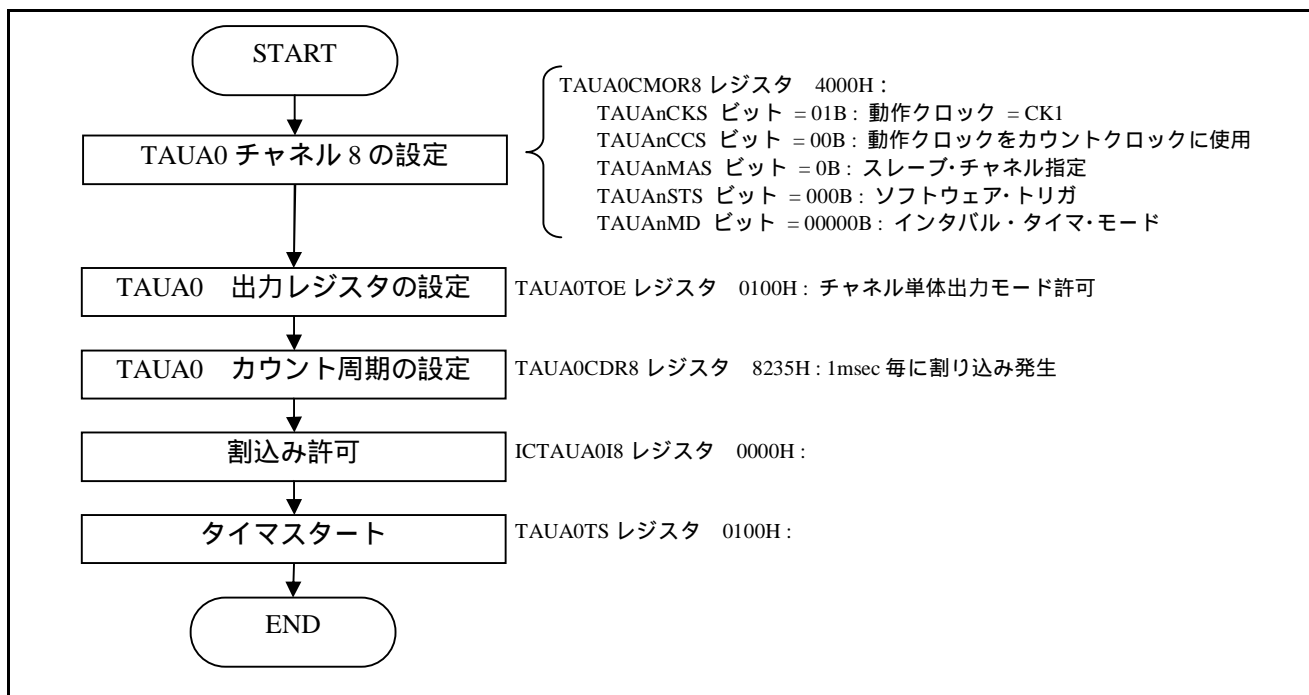 START
TAUA0CMOR8 レジスタ 4000H :
TAUAnCKS ビット = 01B : 動作クロック = CK1
TAUAnCCS ビット = 00B : 動作クロックをカウントクロックに使用
TAUAnMAS ビット = 0B : スレーブ・チャネル指定
TAUAnSTS ビット = 000B : ソフトウェア・トリガ
TAUAnMD ビット = 00000B : インタバル・タイマ・モード
TAUA0 チャネル 8 の設定
TAUA0 出力レジスタの設定
TAUA0TOE レジスタ 0100H : チャネル単体出力モード許可
TAUA0 カウント周期の設定
TAUA0CDR8 レジスタ 8235H : 1msec 毎に割り込み発生
割込み許可
ICTAUA0I8 レジスタ 0000H :
タイマスタート
TAUA0TS レジスタ 0100H :
END